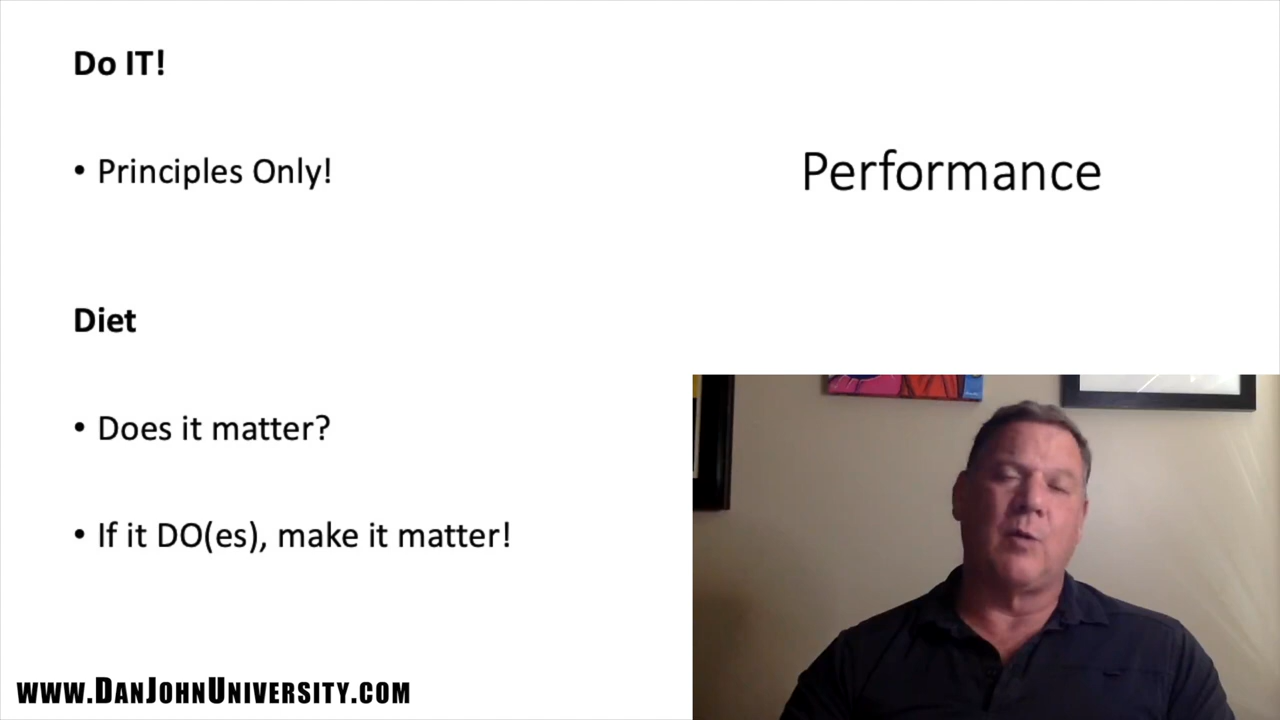 Do IT!
• Principles Only!
Performance
Diet
• Does it matter?
• If it DO(es), make it matter!
www.DanJohnUniversity.com